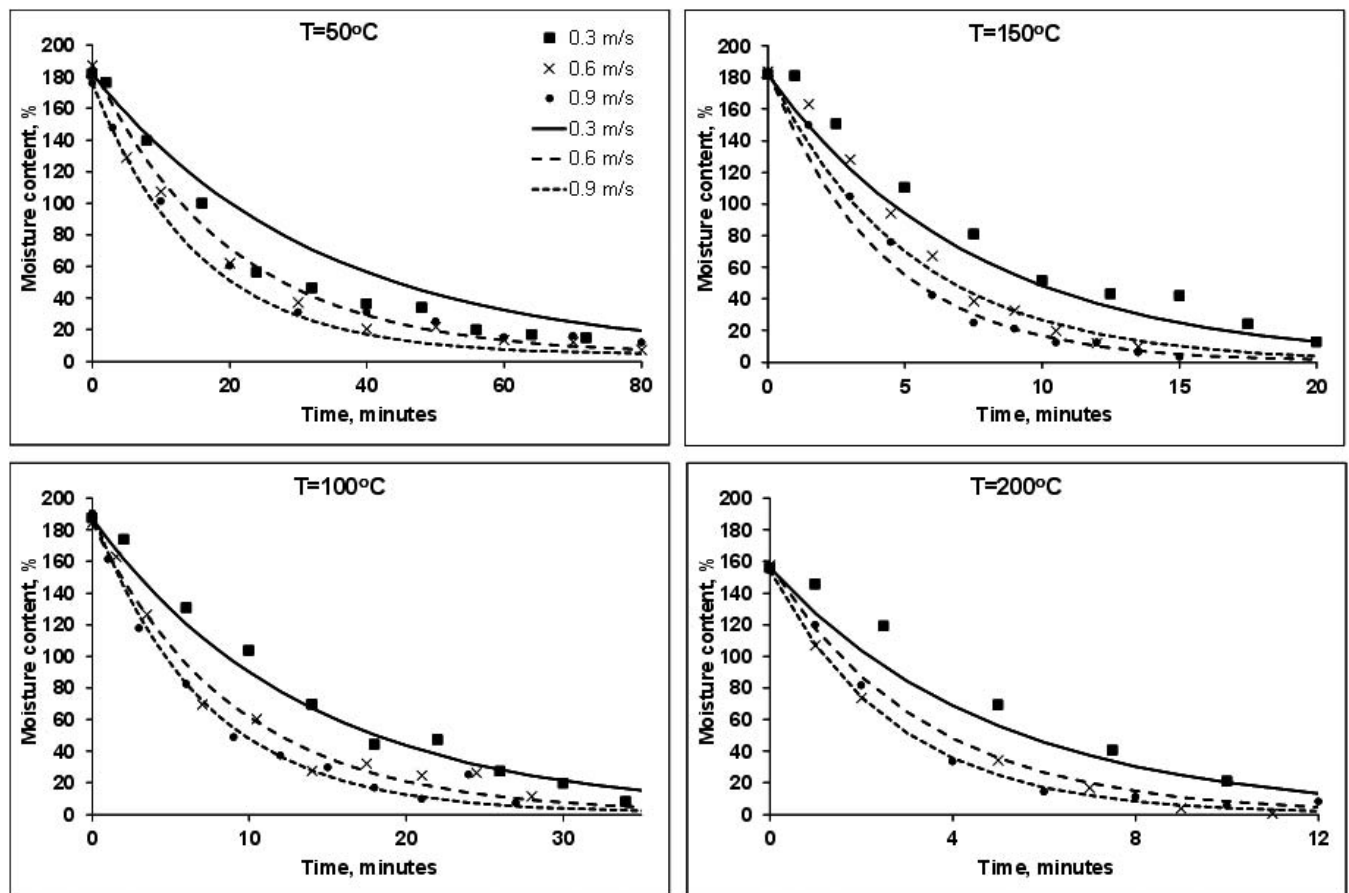 T=50°C
200
180
160
140
120
100
80
60
40
20
0
Moisture content, %
0.3 m/s
0.6 m/s
0.9 m/s
0.3 m/s
0.6 m/s
0.9 m/s
0 20 40 60 80
Time, minutes
T=150°C
200
180
160
140
120
100
80
60
40
20
0
Moisture content, %
0 5 10 15 20
Time, minutes
T=100°C
200
180
160
140
120
100
80
60
40
20
0
Moisture content, %
0 10 20 30
Time, minutes
T=200°C
200
180
160
140
120
100
80
60
40
20
0
Moisture content, %
0 4 8 12
Time, minutes